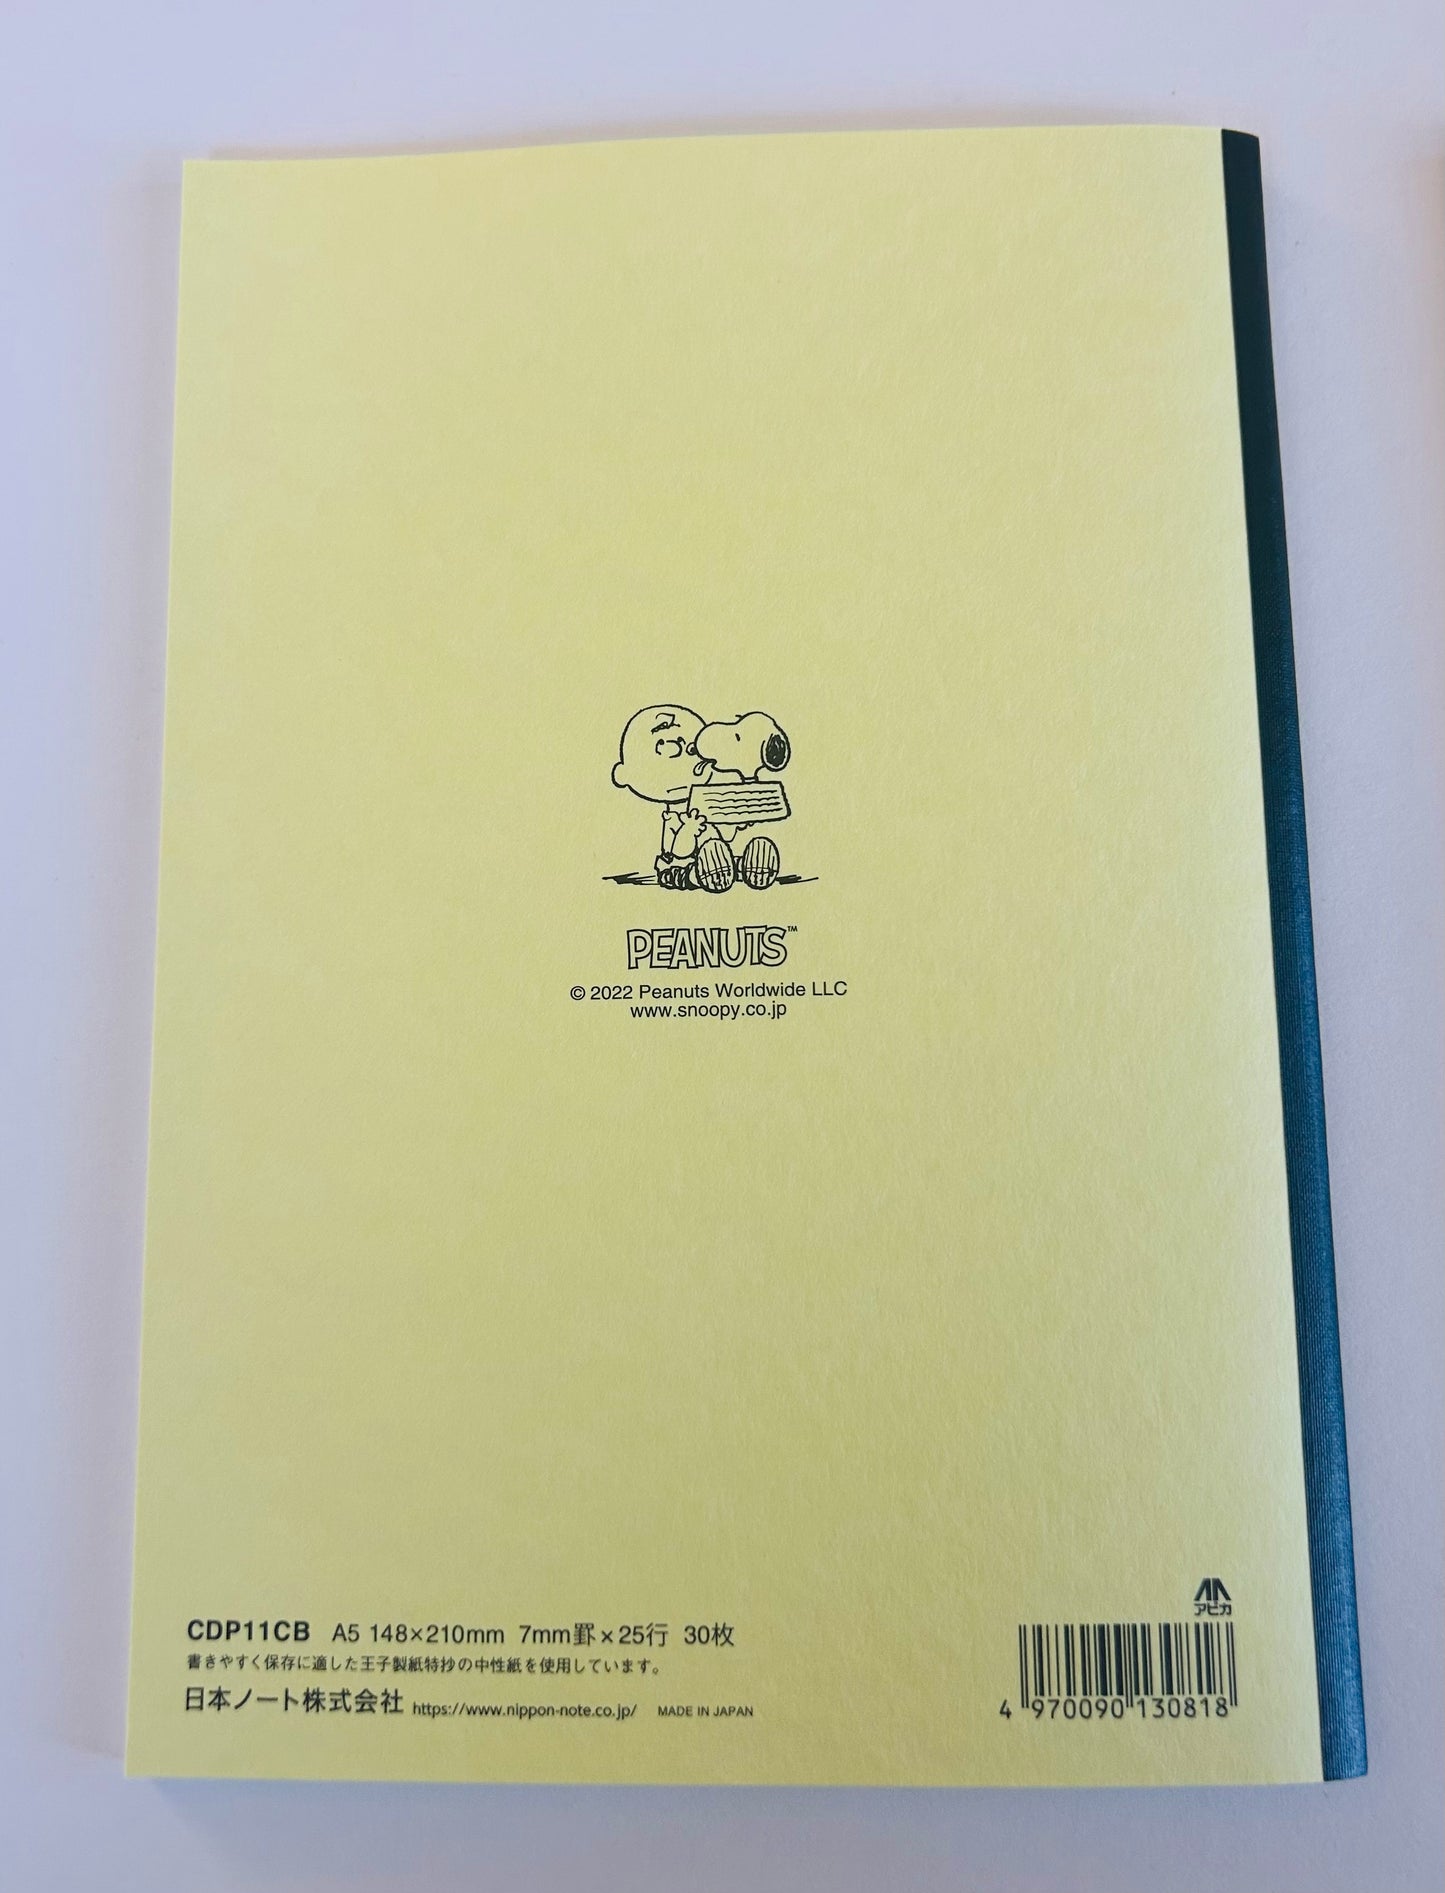 PEANUTS™
© 2022 Peanuts Worldwide LLC
www.snoopy.co.jp
アピカ
CDP11CB A5 148×210mm 7mm罫×25行 30枚
書きやすく保存に適した王子製紙特抄の中性紙を使用しています。
日本ノート株式会社 https://www.nippon-note.co.jp/ MADE IN JAPAN
4 970090 130818